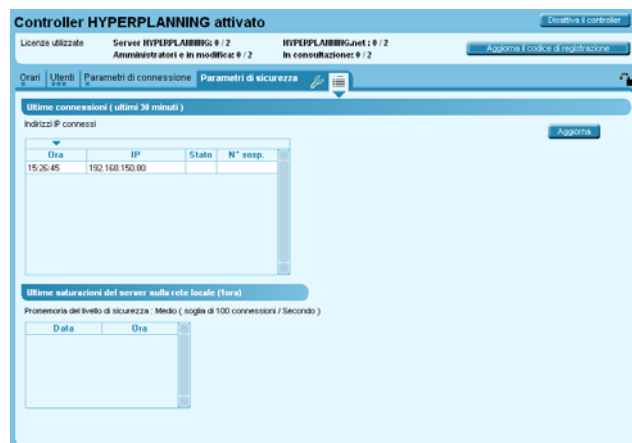 Controller HYPERPLANNING attivato
Disattiva il controller
Licenze utilizzate
Server HYPERPLANNING: 0 / 2
HYPERPLANNING.net : 0 / 2
Amministratori e in modifica: 0 / 2
In consultazione: 0 / 2
Aggiorna il codice di registrazione
Orari
Utenti
Parametri di connessione
Parametri di sicurezza
Ultime connessioni ( ultimi 30 minuti )
Indirizzi IP connessi
Aggiorna
Ora IP Stato N° sosp.
15:26:45 192.168.150.80
Ultime saturazioni del server sulla rete locale (1ora)
Promemoria del livello di sicurezza : Medio ( soglia di 100 connessioni / Secondo )
Data Ora